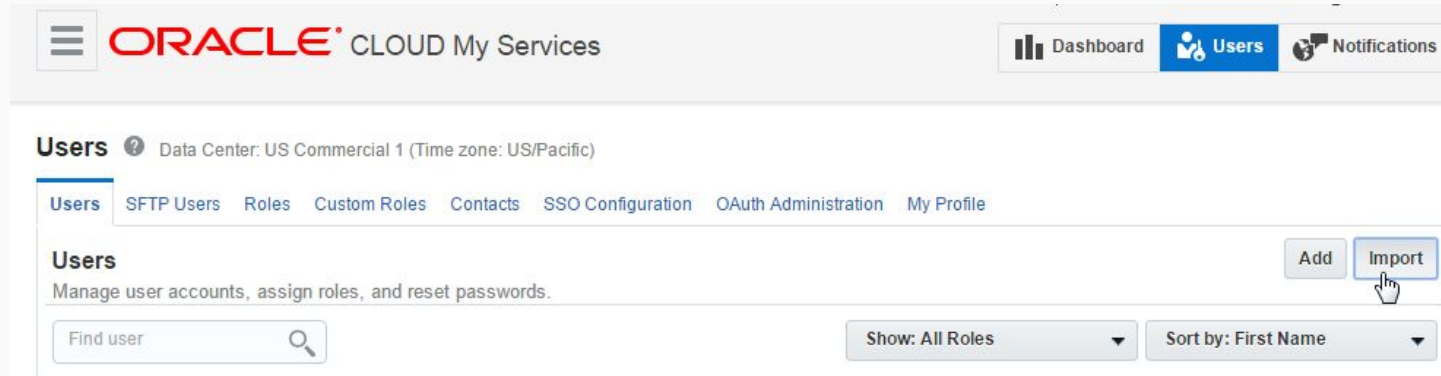 ORACLE CLOUD My Services
Dashboard Users Notifications
Users Data Center: US Commercial 1 (Time zone: US/Pacific)
Users SFTP Users Roles Custom Roles Contacts SSO Configuration OAuth Administration My Profile
Users
Add Import
Manage user accounts, assign roles, and reset passwords.
Find user Show: All Roles Sort by: First Name